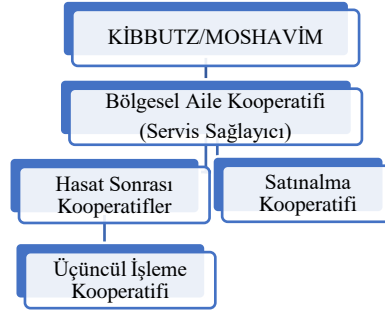 KİBBUTZ/MOSHAVİM
Bölgesel Aile Kooperatifi
(Servis Sağlayıcı)
Hasat Sonrası
Kooperatifler
Satınalma
Kooperatifi
Üçüncül İşleme
Kooperatifi